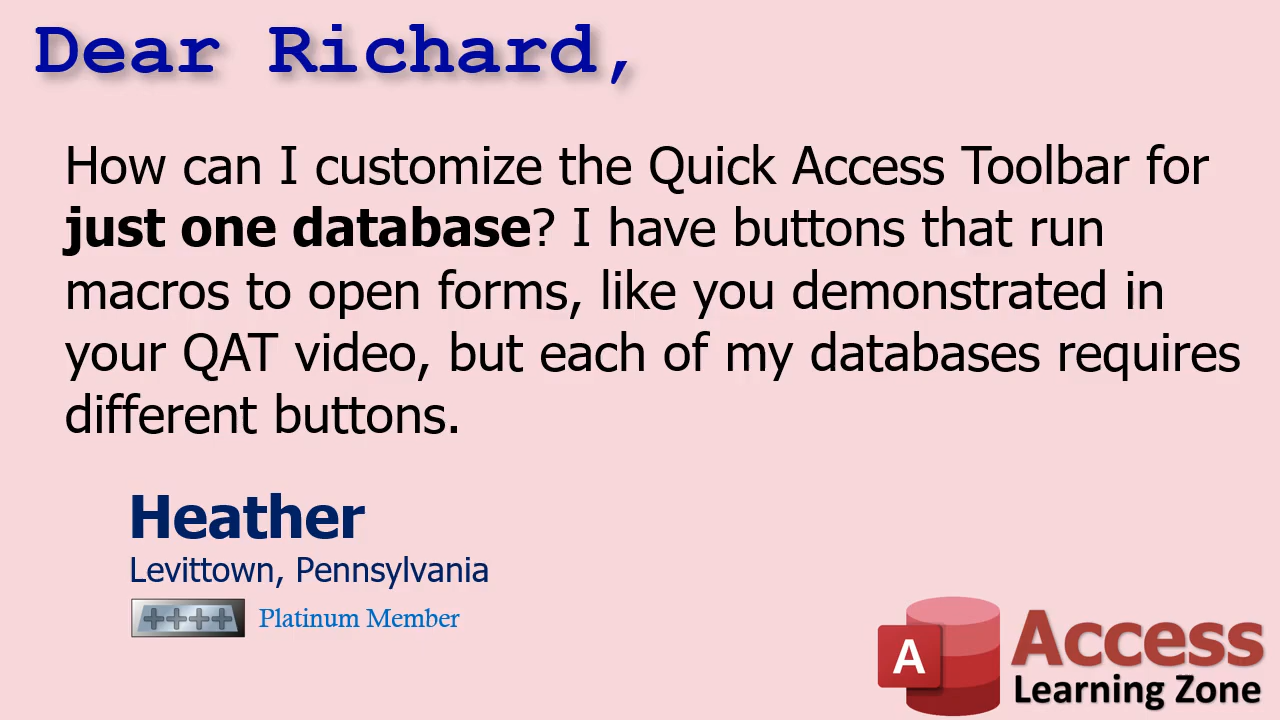 Dear Richard,
How can I customize the Quick Access Toolbar for
just one database? I have buttons that run
macros to open forms, like you demonstrated in
your QAT video, but each of my databases requires
different buttons.
Heather
Levittown, Pennsylvania
Platinum Member
A
Access
Learning Zone